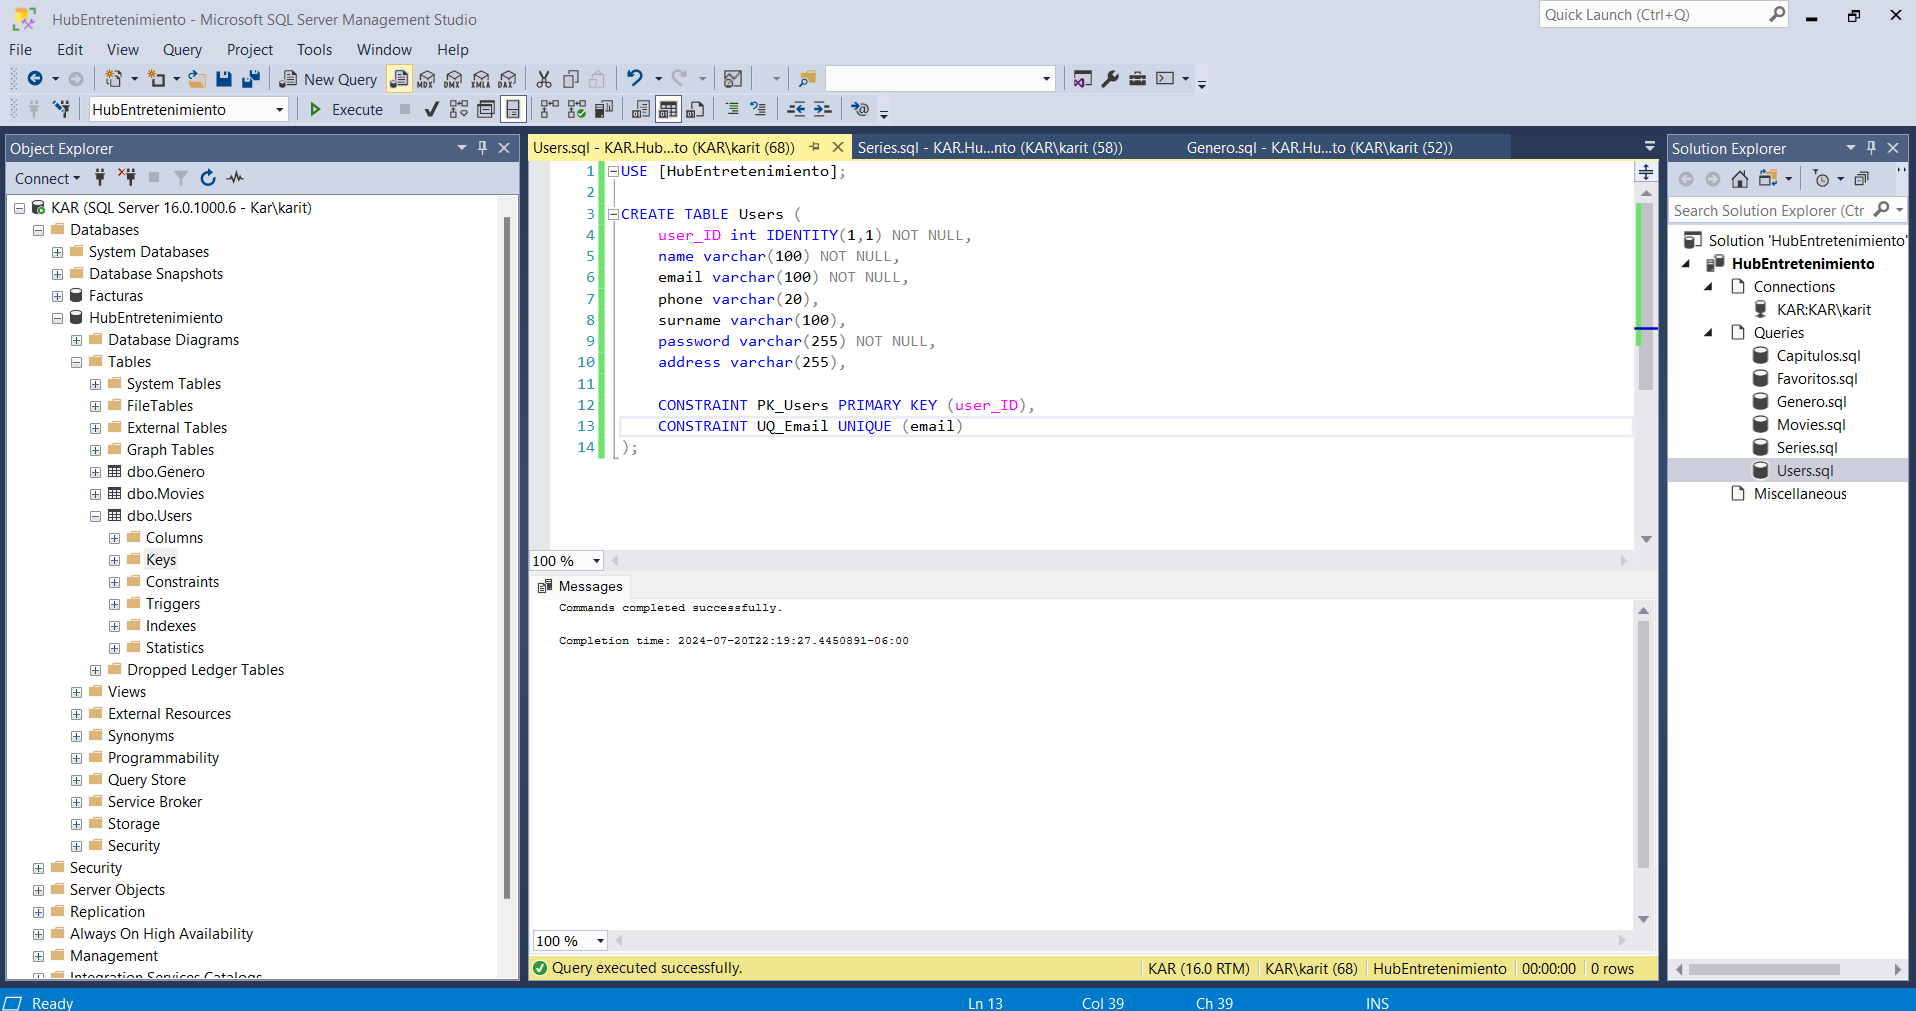 HubEntretenimiento - Microsoft SQL Server Management Studio
Quick Launch (Ctrl+Q)
File Edit View Query Project Tools Window Help
New Query MDX DMX XMLA DAX
HubEntretenimiento Execute
Object Explorer
Connect
KAR (SQL Server 16.0.1000.6 - Kar\karit)
Databases
System Databases
Database Snapshots
Facturas
HubEntretenimiento
Database Diagrams
Tables
System Tables
FileTables
External Tables
Graph Tables
dbo.Genero
dbo.Movies
dbo.Users
Columns
Keys
Constraints
Triggers
Indexes
Statistics
Dropped Ledger Tables
Views
External Resources
Synonyms
Programmability
Query Store
Service Broker
Storage
Security
Security
Server Objects
Replication
Always On High Availability
Management
Integration Services Catalogs
Users.sql - KAR.Hub...to (KAR\karit (68)) Series.sql - KAR.Hu...nto (KAR\karit (58)) Genero.sql - KAR.Hu...to (KAR\karit (52))
1 USE [HubEntretenimiento];
2
3 CREATE TABLE Users (
4 user_ID int IDENTITY(1,1) NOT NULL,
5 name varchar(100) NOT NULL,
6 email varchar(100) NOT NULL,
7 phone varchar(20),
8 surname varchar(100),
9 password varchar(255) NOT NULL,
10 address varchar(255),
11
12 CONSTRAINT PK_Users PRIMARY KEY (user_ID),
13 CONSTRAINT UQ_Email UNIQUE (email)
14 );
100 %
Messages
Commands completed successfully.
Completion time: 2024-07-20T22:19:27.4450891-06:00
100 %
Query executed successfully. KAR (16.0 RTM) KAR\karit (68) HubEntretenimiento 00:00:00 0 rows
Solution Explorer
Search Solution Explorer (Ctr
Solution 'HubEntretenimiento'
HubEntretenimiento
Connections
KAR:KAR\karit
Queries
Capitulos.sql
Favoritos.sql
Genero.sql
Movies.sql
Series.sql
Users.sql
Miscellaneous
Ready Ln 13 Col 39 Ch 39 INS